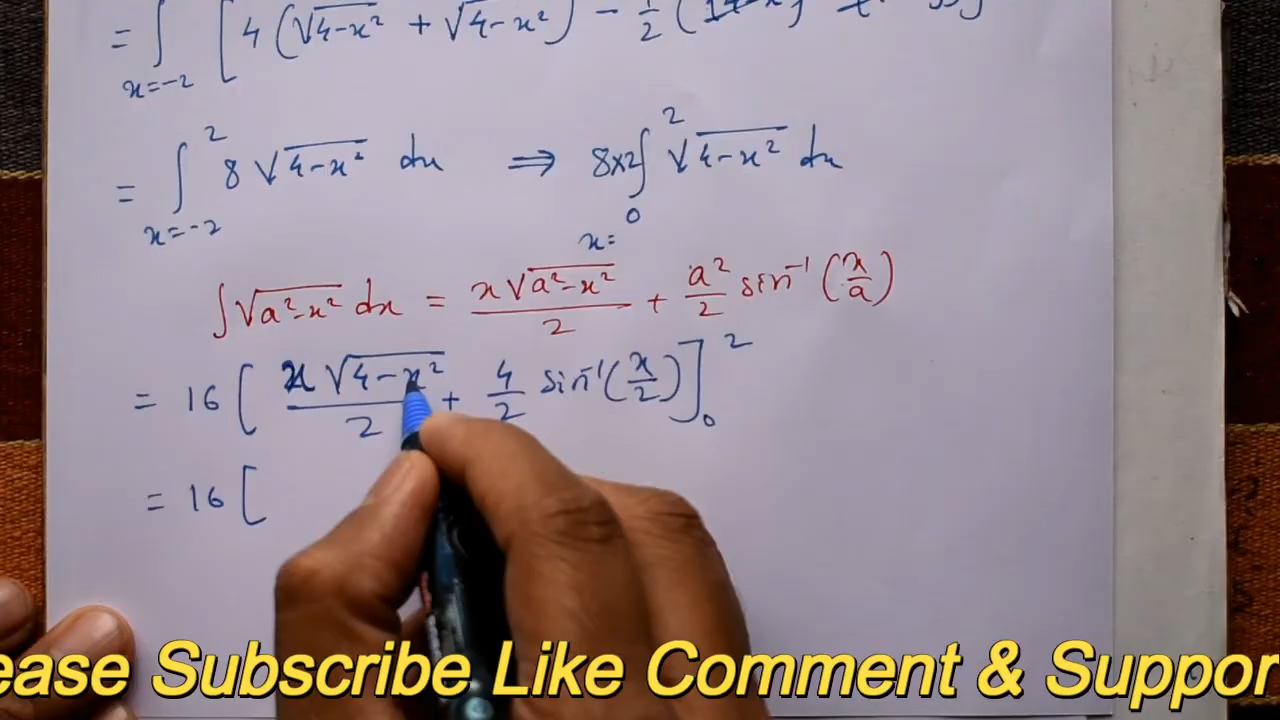 = ∫ x=-2 [ 4 (√4-x² + √4-x²) - 1/2 (
= ∫ x=-2 2 8 √4-x² dx ⇒ 8×2 ∫ x=0 2 √4-x² dx
∫√a²-x² dx = x√a²-x² / 2 + a²/2 sin⁻¹ (x/a)
= 16 [ x √4-x² / 2 + 4/2 sin⁻¹ (x/2) ] 0 2
= 16 [
ease Subscribe Like Comment & Suppor